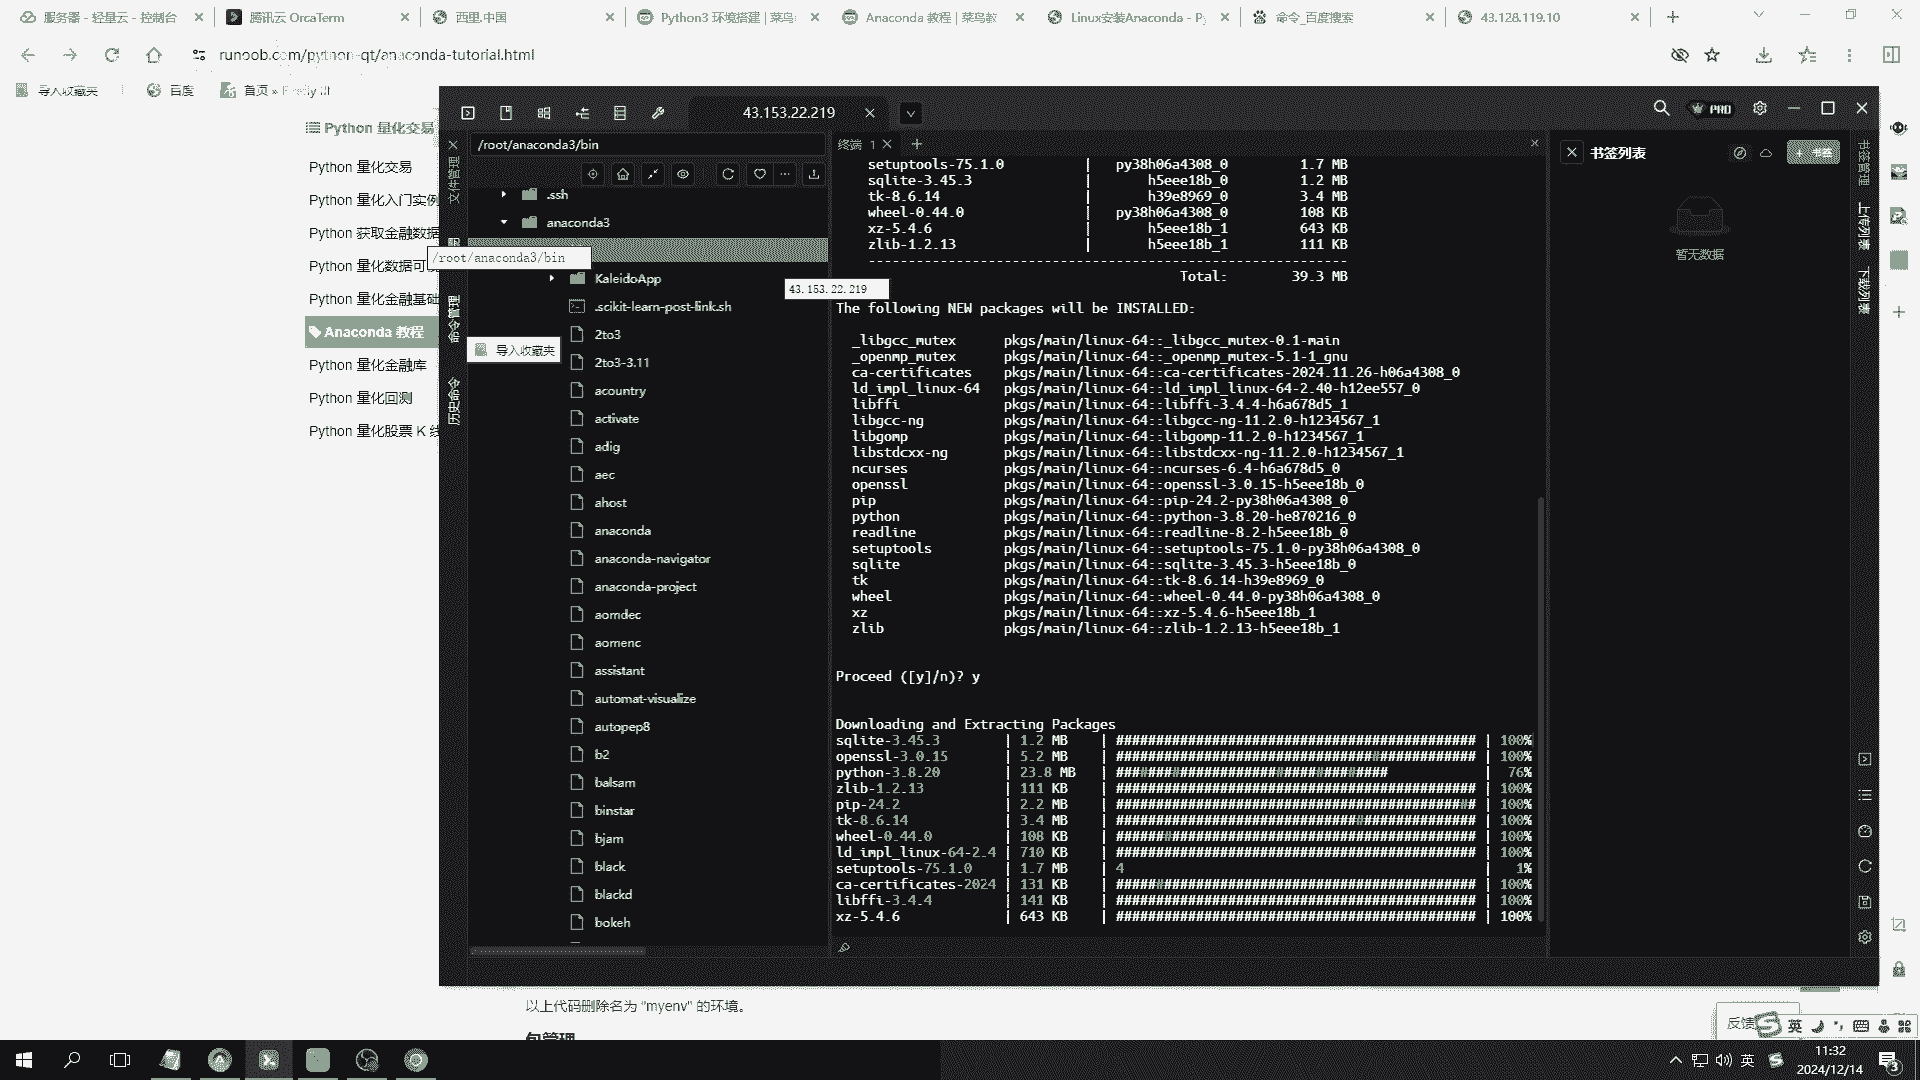 服务器 - 轻量云 - 控制台
腾讯云 OrcaTerm
西里.中国
Python3 环境搭建 | 菜鸟
Anaconda 教程 | 菜鸟教
Linux安装Anaconda - Py
命令_百度搜索
43.128.119.10
runoob.com/python-qt/anaconda-tutorial.html
导入收藏夹
百度
首页 »
Python 量化交易
Python 量化交易
Python 量化入门实例
Python 获取金融数据
Python 量化数据可
Python 量化金融基础
Anaconda 教程
Python 量化金融库
Python 量化回测
Python 量化股票 K 线
43.153.22.219
PRO
文件管理
命令管理
历史命令
/root/anaconda3/bin
.ssh
anaconda3
/root/anaconda3/bin
KaleidoApp
.scikit-learn-post-link.sh
导入收藏夹
2to3
2to3-3.11
acountry
activate
adig
aec
ahost
anaconda
anaconda-navigator
anaconda-project
aomdec
aomenc
assistant
automat-visualize
autopep8
b2
balsam
binstar
bjam
black
blackd
bokeh
终端 1
43.153.22.219
setuptools-75.1.0 | py38h06a4308_0 1.7 MB
sqlite-3.45.3 | h5eee18b_0 1.2 MB
tk-8.6.14 | h39e8969_0 3.4 MB
wheel-0.44.0 | py38h06a4308_0 108 KB
xz-5.4.6 | h5eee18b_1 643 KB
zlib-1.2.13 | h5eee18b_1 111 KB
------------------------------------------------------------
Total: 39.3 MB
The following NEW packages will be INSTALLED:
_libgcc_mutex pkgs/main/linux-64::_libgcc_mutex-0.1-main
_openmp_mutex pkgs/main/linux-64::_openmp_mutex-5.1-1_gnu
ca-certificates pkgs/main/linux-64::ca-certificates-2024.11.26-h06a4308_0
ld_impl_linux-64 pkgs/main/linux-64::ld_impl_linux-64-2.40-h12ee557_0
libffi pkgs/main/linux-64::libffi-3.4.4-h6a678d5_1
libgcc-ng pkgs/main/linux-64::libgcc-ng-11.2.0-h1234567_1
libgomp pkgs/main/linux-64::libgomp-11.2.0-h1234567_1
libstdcxx-ng pkgs/main/linux-64::libstdcxx-ng-11.2.0-h1234567_1
ncurses pkgs/main/linux-64::ncurses-6.4-h6a678d5_0
openssl pkgs/main/linux-64::openssl-3.0.15-h5eee18b_0
pip pkgs/main/linux-64::pip-24.2-py38h06a4308_0
python pkgs/main/linux-64::python-3.8.20-he870216_0
readline pkgs/main/linux-64::readline-8.2-h5eee18b_0
setuptools pkgs/main/linux-64::setuptools-75.1.0-py38h06a4308_0
sqlite pkgs/main/linux-64::sqlite-3.45.3-h5eee18b_0
tk pkgs/main/linux-64::tk-8.6.14-h39e8969_0
wheel pkgs/main/linux-64::wheel-0.44.0-py38h06a4308_0
xz pkgs/main/linux-64::xz-5.4.6-h5eee18b_1
zlib pkgs/main/linux-64::zlib-1.2.13-h5eee18b_1
Proceed ([y]/n)? y
Downloading and Extracting Packages
sqlite-3.45.3 | 1.2 MB | ############################################# | 100%
openssl-3.0.15 | 5.2 MB | ############################################# | 100%
python-3.8.20 | 23.8 MB | ################################## | 76%
zlib-1.2.13 | 111 KB | ############################################# | 100%
pip-24.2 | 2.2 MB | ############################################# | 100%
tk-8.6.14 | 3.4 MB | ############################################# | 100%
wheel-0.44.0 | 108 KB | ############################################# | 100%
ld_impl_linux-64-2.4 | 710 KB | ############################################# | 100%
setuptools-75.1.0 | 1.7 MB | 4 | 1%
ca-certificates-2024 | 131 KB | ############################################# | 100%
libffi-3.4.4 | 141 KB | ############################################# | 100%
xz-5.4.6 | 643 KB | ############################################# | 100%
书签列表
+ 书签
暂无数据
书签管理
上传列表
下载列表
以上代码删除名为 “myenv” 的环境。
包管理
反馈
英
英
11:32
2024/12/14
3